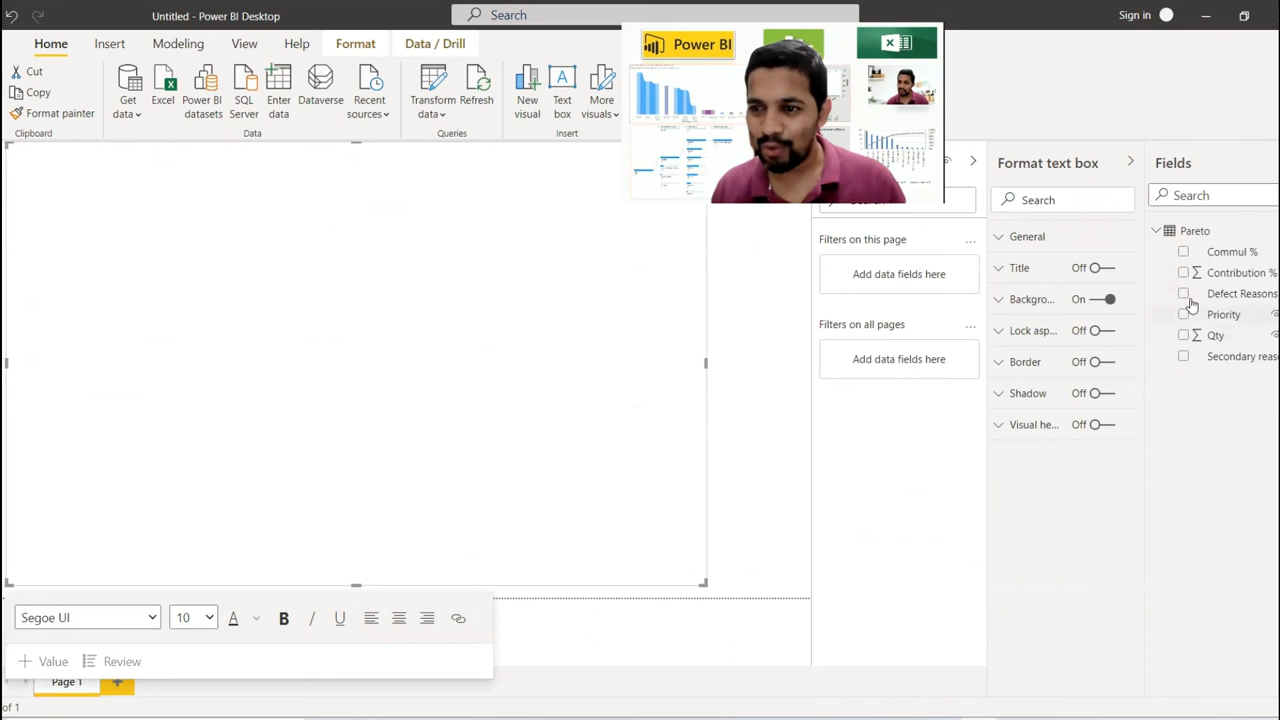 Untitled - Power BI Desktop
Search
Sign in
Home
Insert
Modeling
View
Help
Format
Data / Drill
Cut
Copy
Format painter
Get data
Excel
Power BI
SQL Server
Enter data
Dataverse
Recent sources
Transform data
Refresh
New visual
Text box
More visuals
Data
Queries
Insert
Power BI
Filters on this page
Add data fields here
Filters on all pages
Add data fields here
Format text box
Search
General
Title Off
Backgro... On
Lock asp... Off
Border Off
Shadow Off
Visual he... Off
Fields
Search
Pareto
Commul %
Contribution %
Defect Reasons
Priority
Qty
Secondary reaso
Segoe UI
10
A
B
I
U
Value
Review
Page 1
of 1